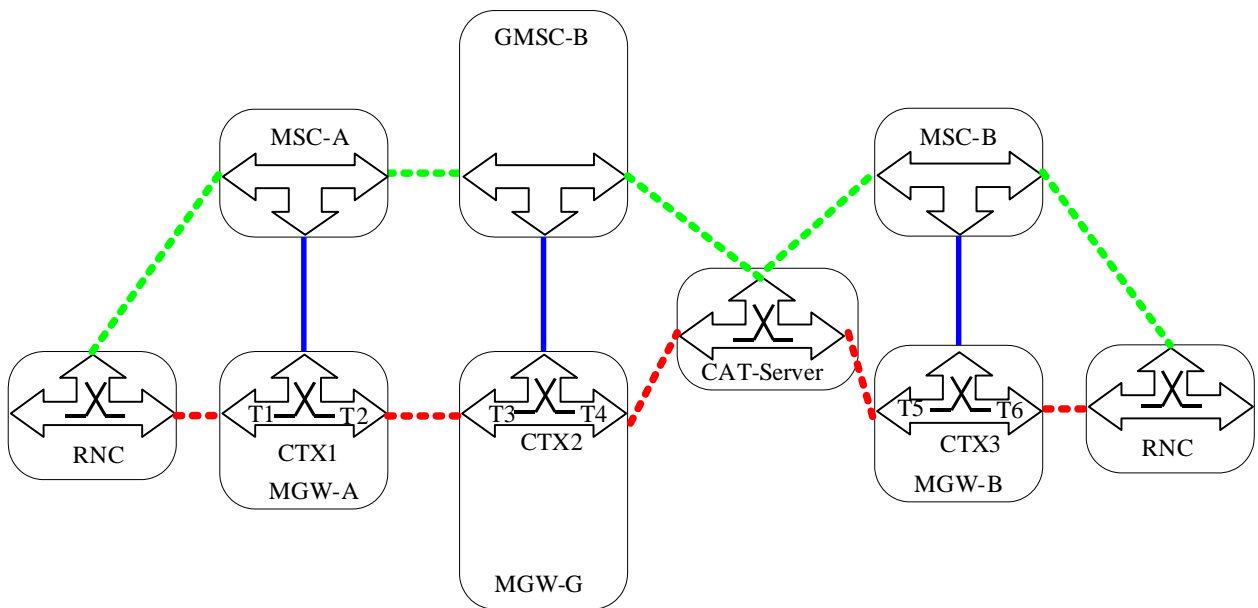 GMSC-B
MSC-A
MSC-B
CAT-Server
T1 T2
T3 T4
T5 T6
CTX1
CTX2
CTX3
RNC
RNC
MGW-A
MGW-B
MGW-G